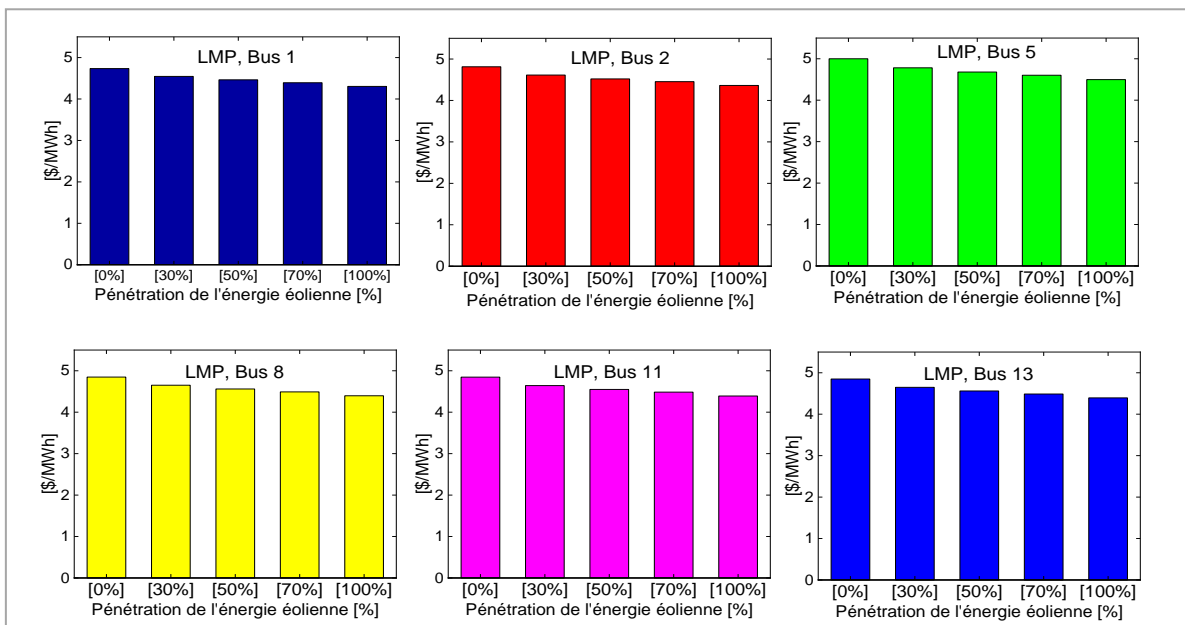 LMP, Bus 1
[$/MWh]
5
4
3
2
1
0
[0%] [30%] [50%] [70%] [100%]
Pénétration de l'énergie éolienne [%]
LMP, Bus 2
[$/MWh]
5
4
3
2
1
0
[0%] [30%] [50%] [70%] [100%]
Pénétration de l'énergie éolienne [%]
LMP, Bus 5
[$/MWh]
5
4
3
2
1
0
[0%] [30%] [50%] [70%] [100%]
Pénétration de l'énergie éolienne [%]
LMP, Bus 8
[$/MWh]
5
4
3
2
1
0
[0%] [30%] [50%] [70%] [100%]
Pénétration de l'énergie éolienne [%]
LMP, Bus 11
[$/MWh]
5
4
3
2
1
0
[0%] [30%] [50%] [70%] [100%]
Pénétration de l'énergie éolienne [%]
LMP, Bus 13
[$/MWh]
5
4
3
2
1
0
[0%] [30%] [50%] [70%] [100%]
Pénétration de l'énergie éolienne [%]